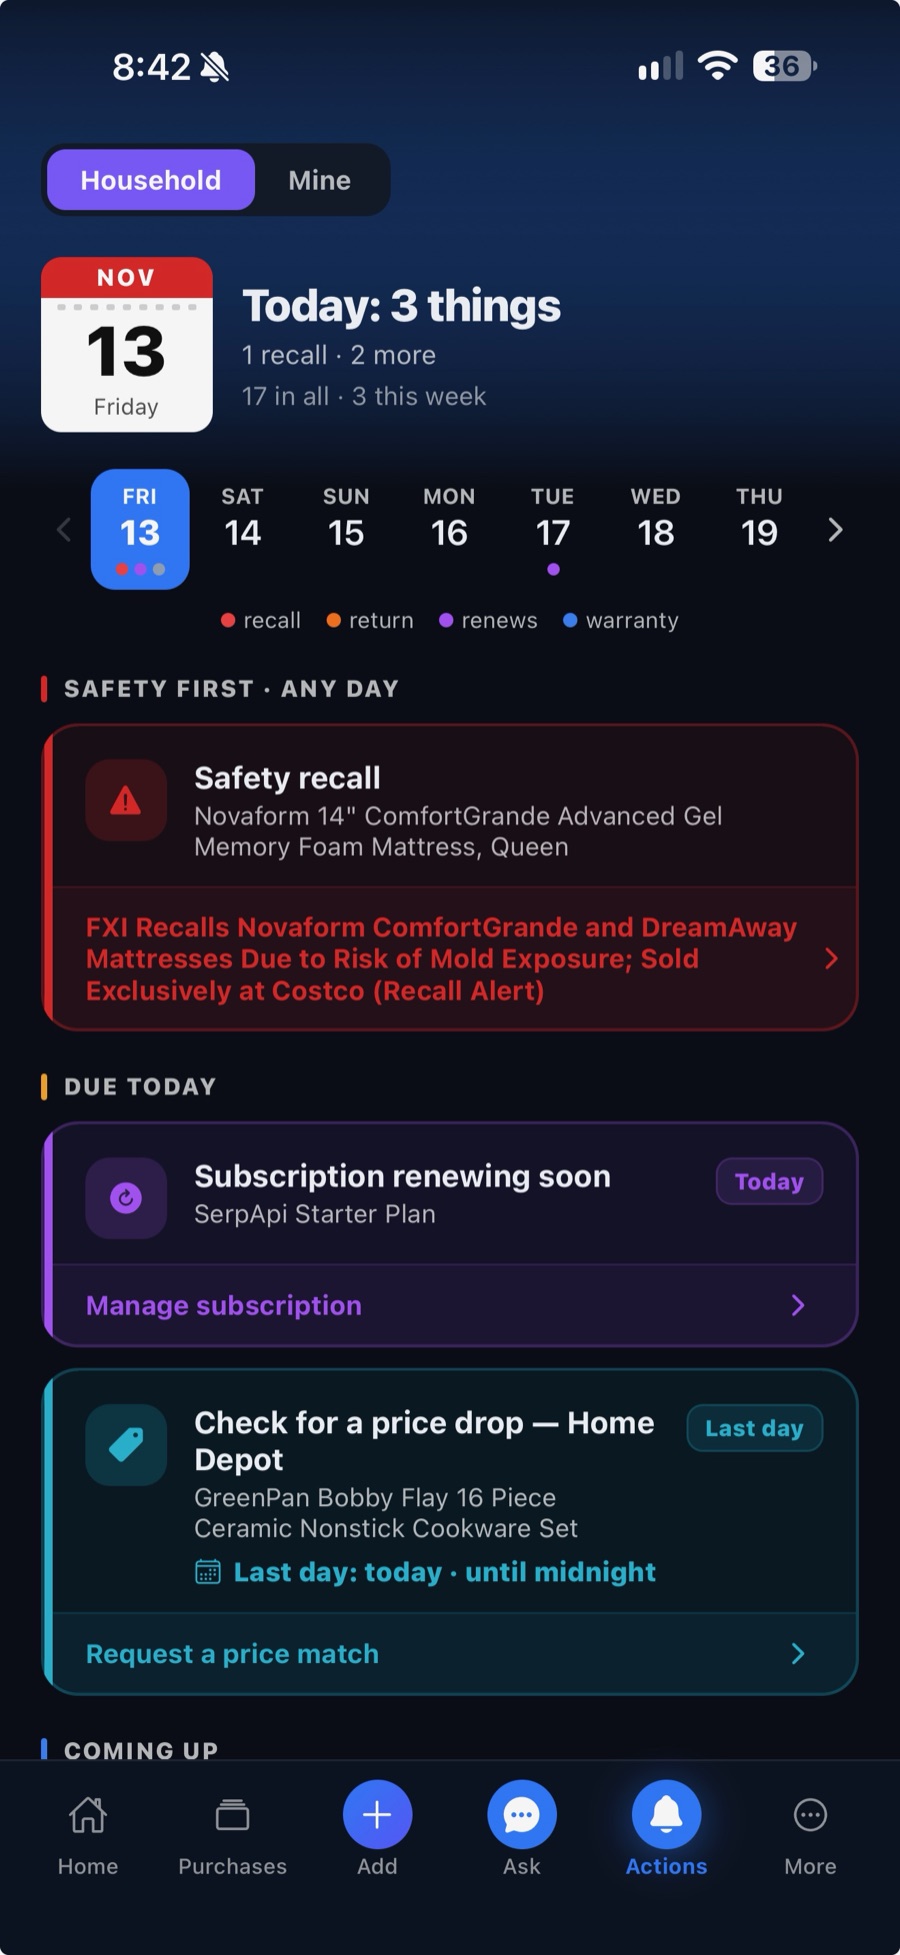 8:42
36
Household
Mine
NOV
13
Friday
Today: 3 things
1 recall · 2 more
17 in all · 3 this week
FRI
13
SAT
14
SUN
15
MON
16
TUE
17
WED
18
THU
19
recall
return
renews
warranty
SAFETY FIRST · ANY DAY
Safety recall
Novaform 14" ComfortGrande Advanced Gel
Memory Foam Mattress, Queen
FXI Recalls Novaform ComfortGrande and DreamAway
Mattresses Due to Risk of Mold Exposure; Sold
Exclusively at Costco (Recall Alert)
DUE TODAY
Subscription renewing soon
Today
SerpApi Starter Plan
Manage subscription
Check for a price drop — Home
Depot
Last day
GreenPan Bobby Flay 16 Piece
Ceramic Nonstick Cookware Set
Last day: today · until midnight
Request a price match
COMING UP
Home
Purchases
Add
Ask
Actions
More